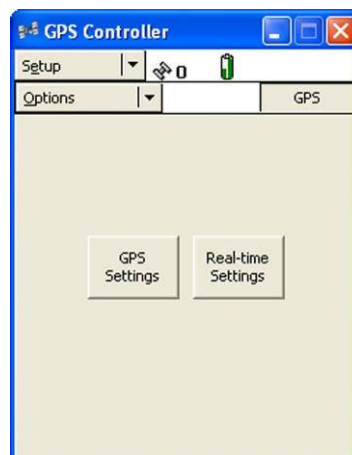 GPS Controller
Setup
0
Options
GPS
GPS
Settings
Real-time
Settings